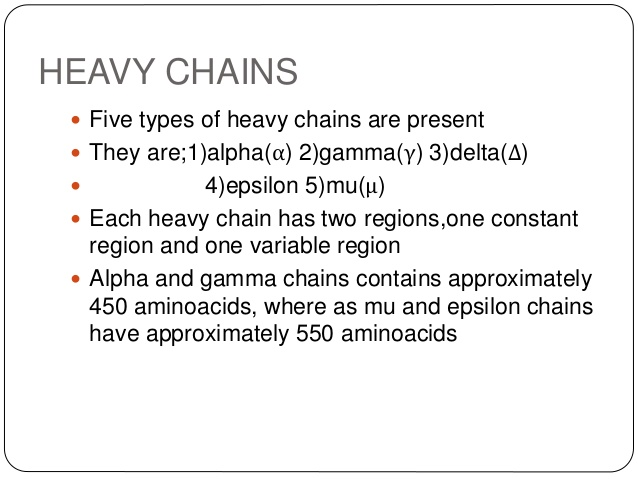 HEAVY CHAINS
• Five types of heavy chains are present
• They are;1)alpha(α) 2)gamma(γ) 3)delta(Δ)
• 4)epsilon 5)mu(μ)
• Each heavy chain has two regions,one constant
region and one variable region
• Alpha and gamma chains contains approximately
450 aminoacids, where as mu and epsilon chains
have approximately 550 aminoacids